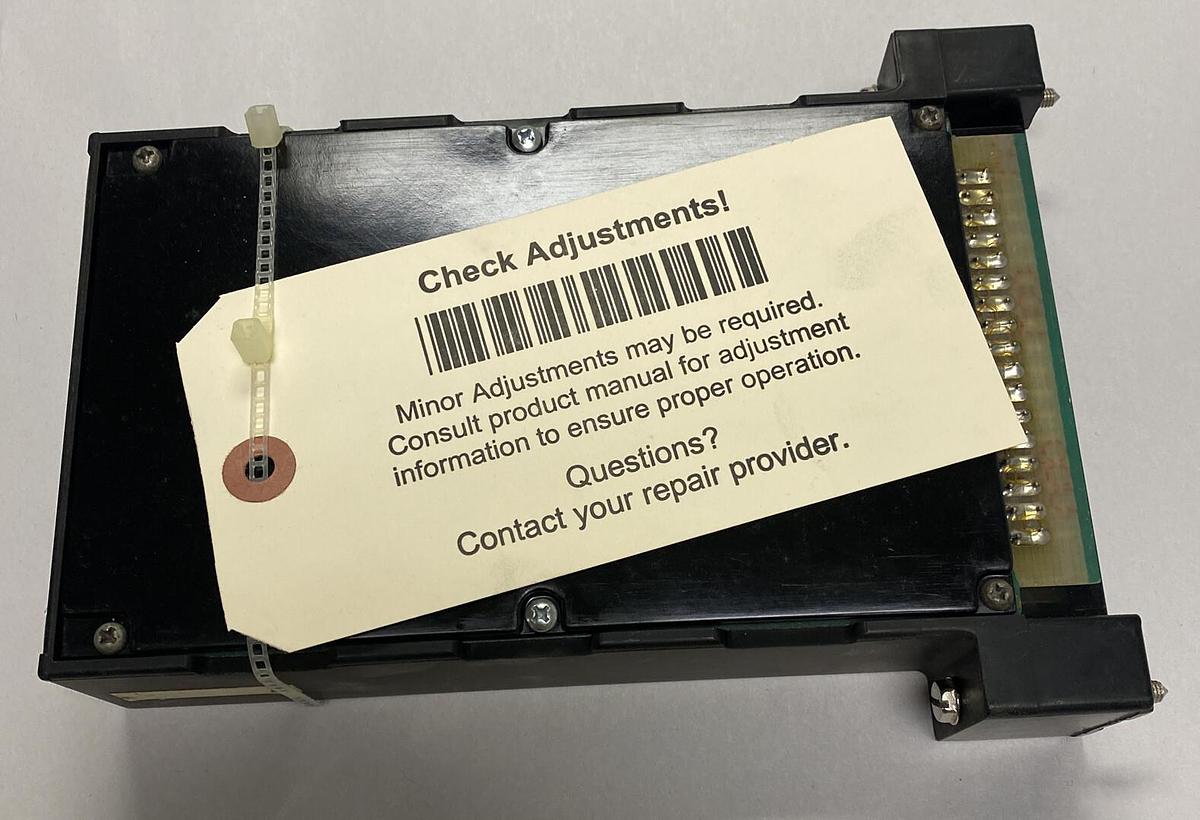 Check Adjustments!
Minor Adjustments may be required.
Consult product manual for adjustment
information to ensure proper operation.
Questions?
Contact your repair provider.